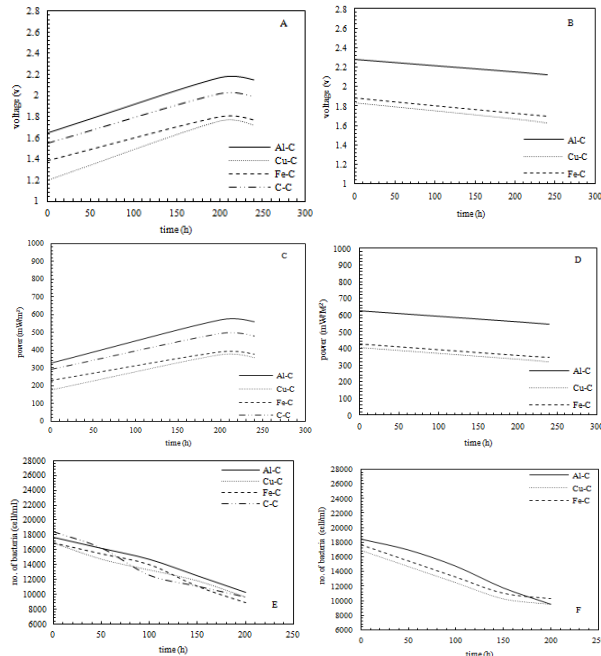 A
voltags (v)
2.8
2.6
2.4
2.2
2
1.8
1.6
1.4
1.2
1
Al-C
Cu-C
Fe-C
C-C
0 50 100 150 200 250 300
time (h)
B
voltage (v)
2.8
2.6
2.4
2.2
2
1.8
1.6
1.4
1.2
1
Al-C
Cu-C
Fe-C
0 50 100 150 200 250 300
time (h)
C
power (mW/m²)
1000
900
800
700
600
500
400
300
200
100
0
Al-C
Cu-C
Fe-C
C-C
0 50 100 150 200 250 300
time (h)
D
power (mW/M²)
1000
900
800
700
600
500
400
300
200
100
0
Al-C
Cu-C
Fe-C
0 50 100 150 200 250 300
time (h)
28000
26000
24000
22000
20000
18000
16000
14000
12000
10000
8000
6000
no. of bacteria (cell/ml)
Al-C
Cu-C
Fe-C
C-C
E
0 50 100 150 200 250
time (h)
28000
26000
24000
22000
20000
18000
16000
14000
12000
10000
8000
6000
no. of bacteria (cell/ml)
Al-C
Cu-C
Fe-C
F
0 50 100 150 200 25
time (h)